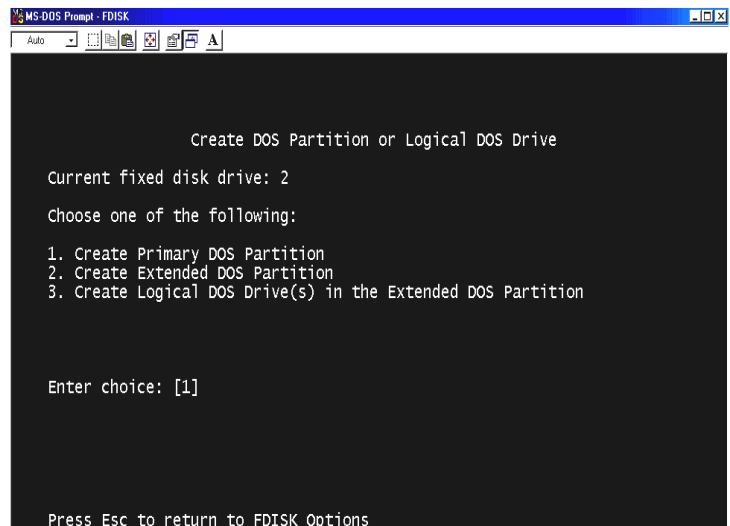 MS-DOS Prompt - FDISK
Auto
A
Create DOS Partition or Logical DOS Drive
Current fixed disk drive: 2
Choose one of the following:
1. Create Primary DOS Partition
2. Create Extended DOS Partition
3. Create Logical DOS Drive(s) in the Extended DOS Partition
Enter choice: [1]
Press Esc to return to FDISK Options